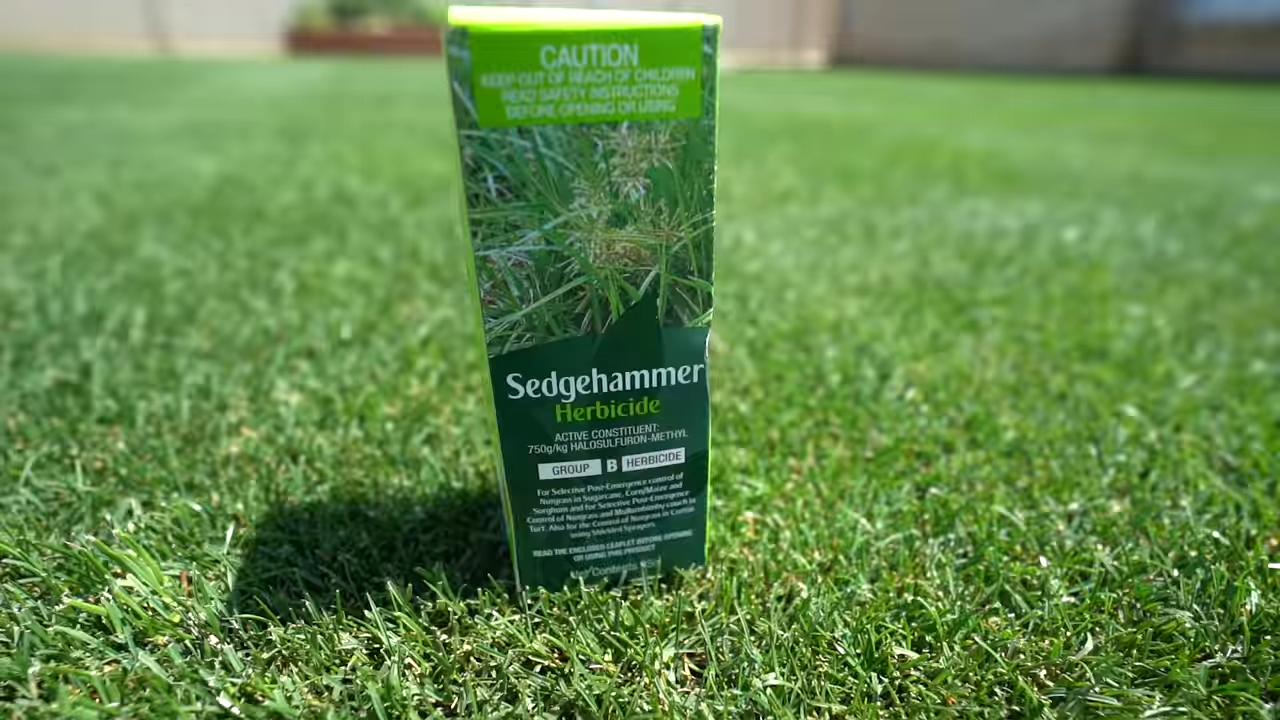 CAUTION
KEEP OUT OF REACH OF CHILDREN
READ SAFETY INSTRUCTIONS
BEFORE OPENING OR USING
Sedgehammer
Herbicide
ACTIVE CONSTITUENT:
750g/kg HALOSULFURON-METHYL
GROUP B HERBICIDE
For Selective Post-Emergence control of
Nutgrass in Sugarcane, Corn/Maize and
Sorghum and for Selective Post-Emergence
Control of Nutgrass and Mullumbimby couch in
Turf. Also for the Control of Nutgrass in Cotton
using Shielded Sprayers.
READ THE ENCLOSED LEAFLET BEFORE OPENING
OR USING THIS PRODUCT
Net Contents